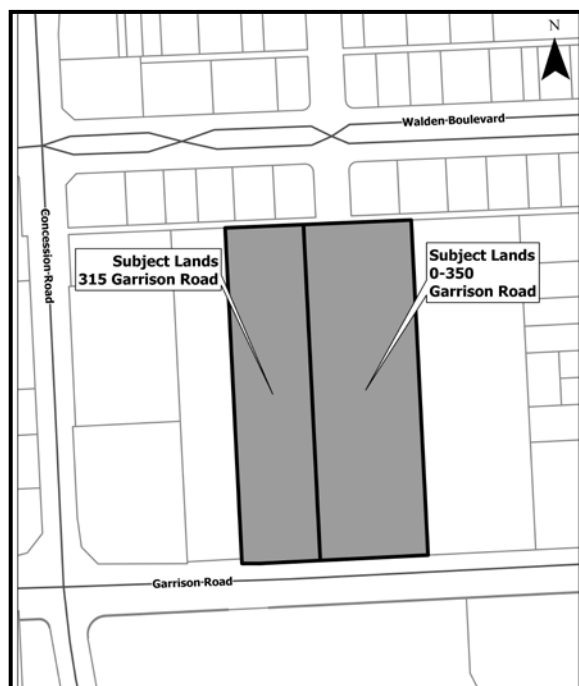 N
Walden-Boulevard
Concession-Road
Subject Lands
315 Garrison Road
Subject Lands
0-350
Garrison Road
Garrison-Road